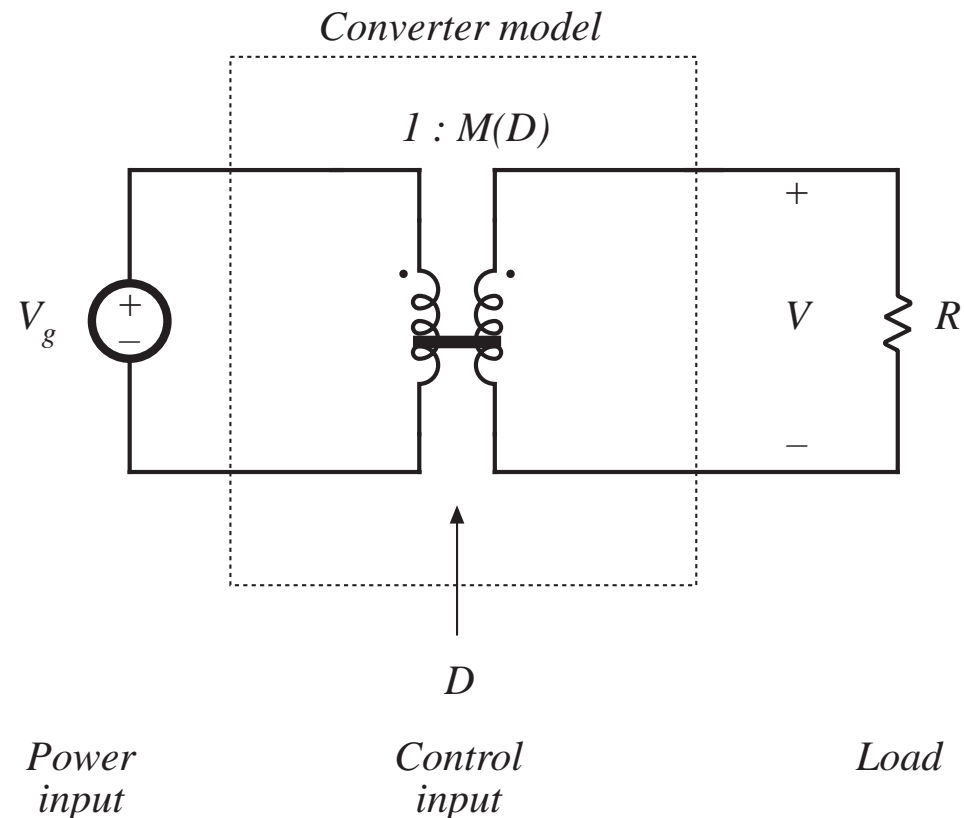 Converter model
1 : M(D)
+
V_g
+
–
V
R
–
D
Power
input
Control
input
Load